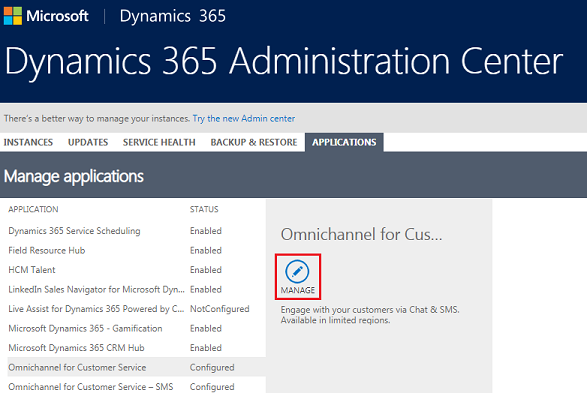 Microsoft Dynamics 365
Dynamics 365 Administration Center
There's a better way to manage your instances. Try the new Admin center
INSTANCES UPDATES SERVICE HEALTH BACKUP & RESTORE APPLICATIONS
Manage applications
APPLICATION STATUS
Dynamics 365 Service Scheduling Enabled
Field Resource Hub Enabled
HCM Talent Enabled
LinkedIn Sales Navigator for Microsoft Dyn... Enabled
Live Assist for Dynamics 365 Powered by C... NotConfigured
Microsoft Dynamics 365 - Gamification Enabled
Microsoft Dynamics 365 CRM Hub Enabled
Omnichannel for Customer Service Configured
Omnichannel for Customer Service – SMS Configured
Omnichannel for Cus...
MANAGE
Engage with your customers via Chat & SMS.
Available in limited regions.